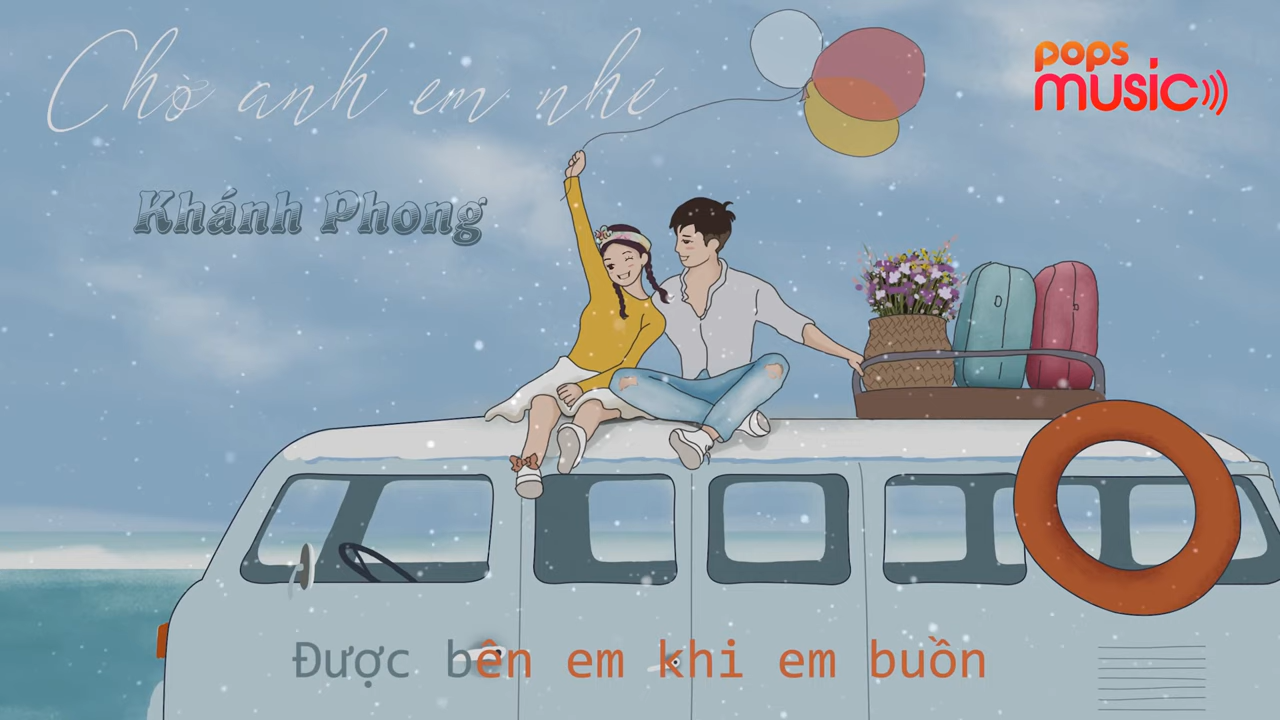 Chờ anh em nhé
pops
music
Khánh Phong
Được bên em khi em buồn